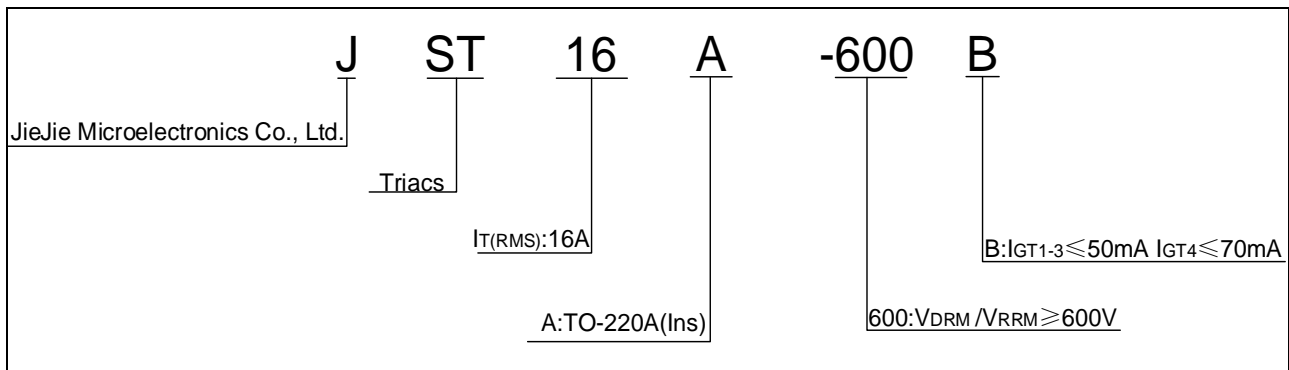 J ST 16 A -600 B
JieJie Microelectronics Co., Ltd.
Triacs
IT(RMS):16A
B:IGT1-3≤50mA IGT4≤70mA
A:TO-220A(Ins)
600:VDRM /VRRM≥600V